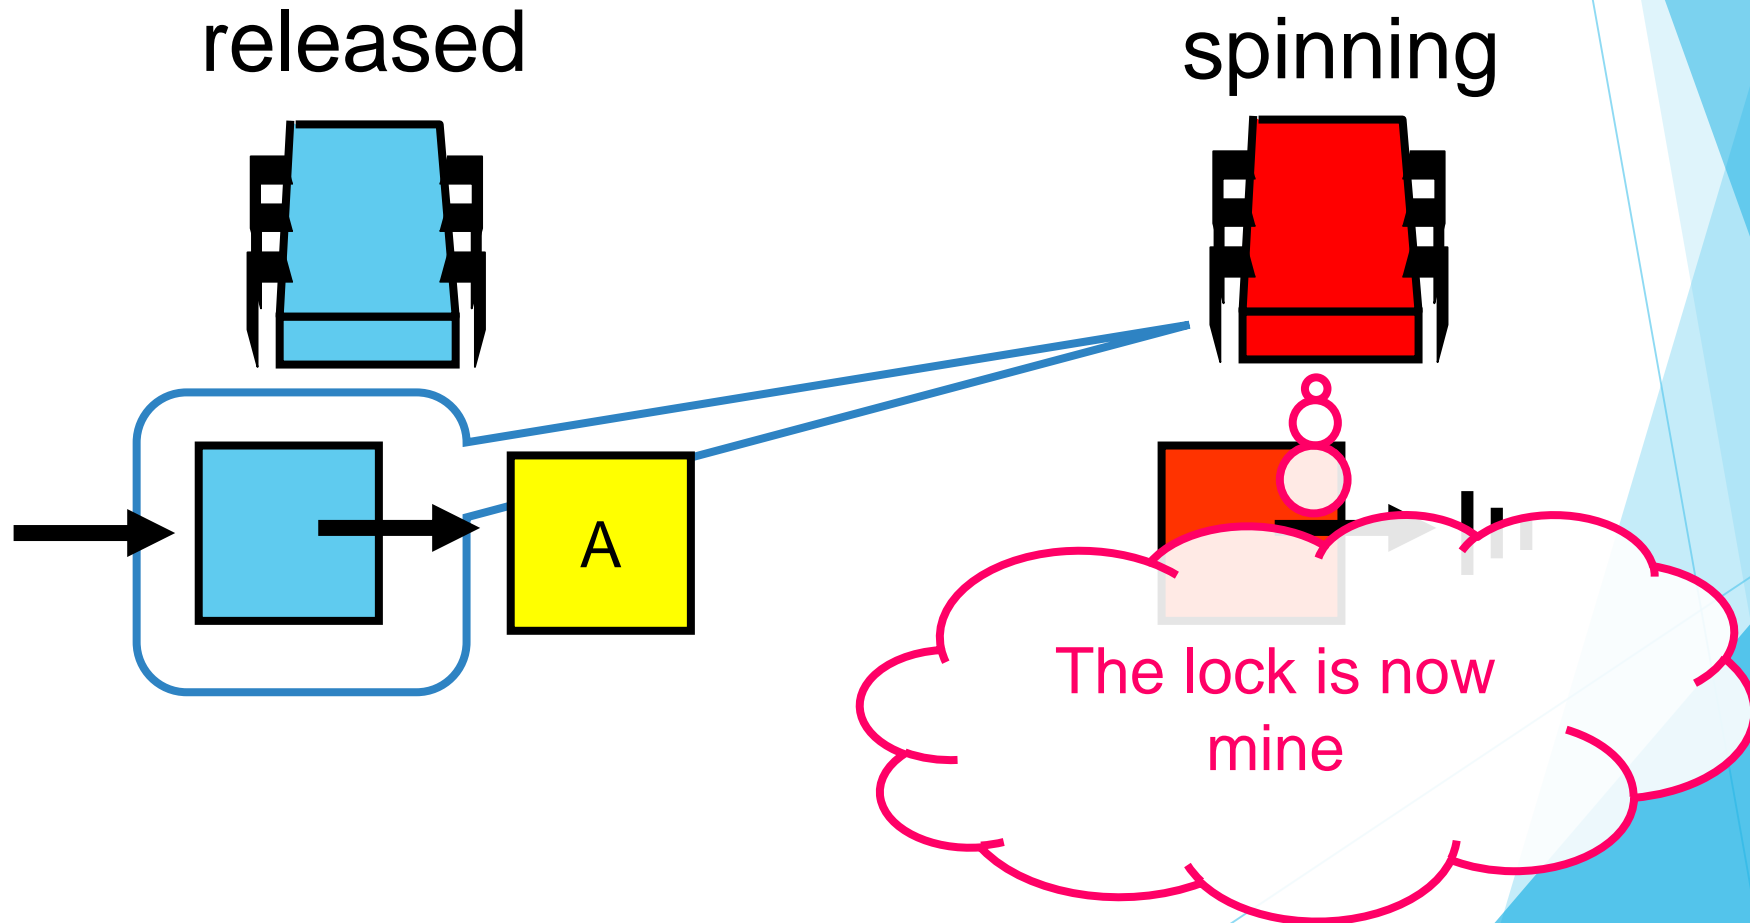 released
spinning
A
The lock is now
mine